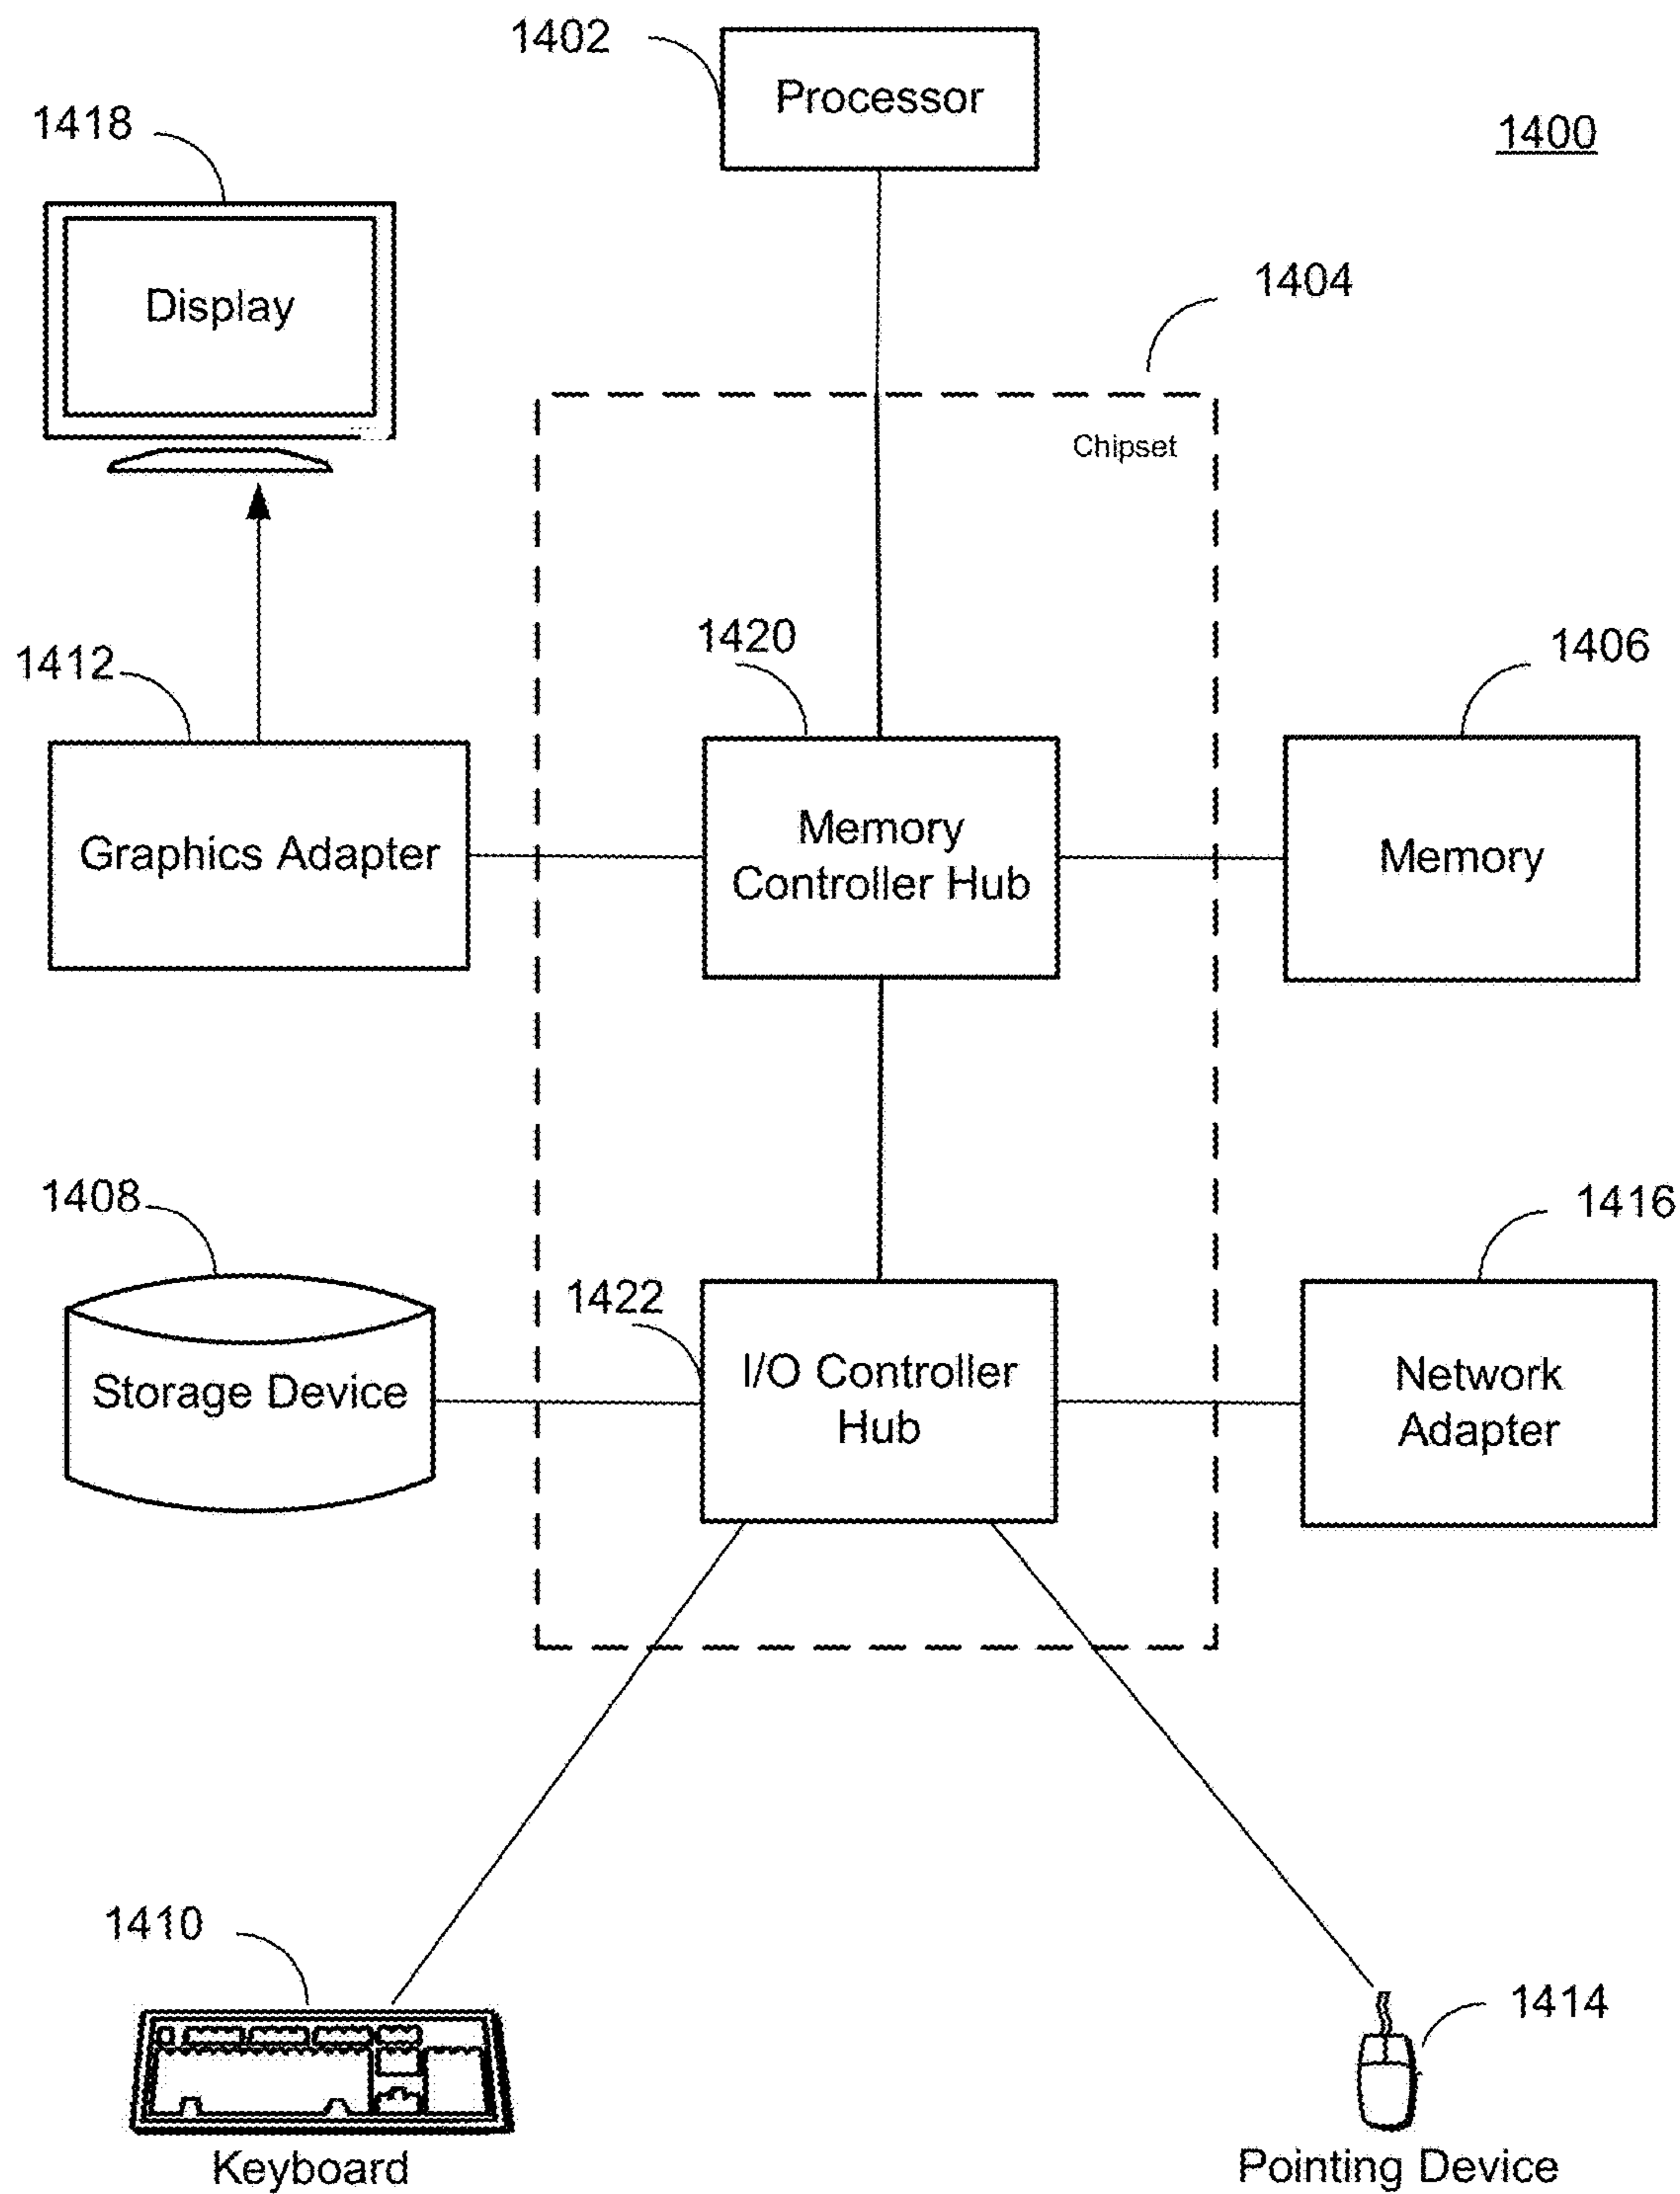 1402
Processor
1400
1418
Display
1404
Chipset
1412
1420
1406
Graphics Adapter
Memory
Controller Hub
Memory
1408
1422
1416
Storage Device
I/O Controller
Hub
Network
Adapter
1410
1414
Keyboard
Pointing Device